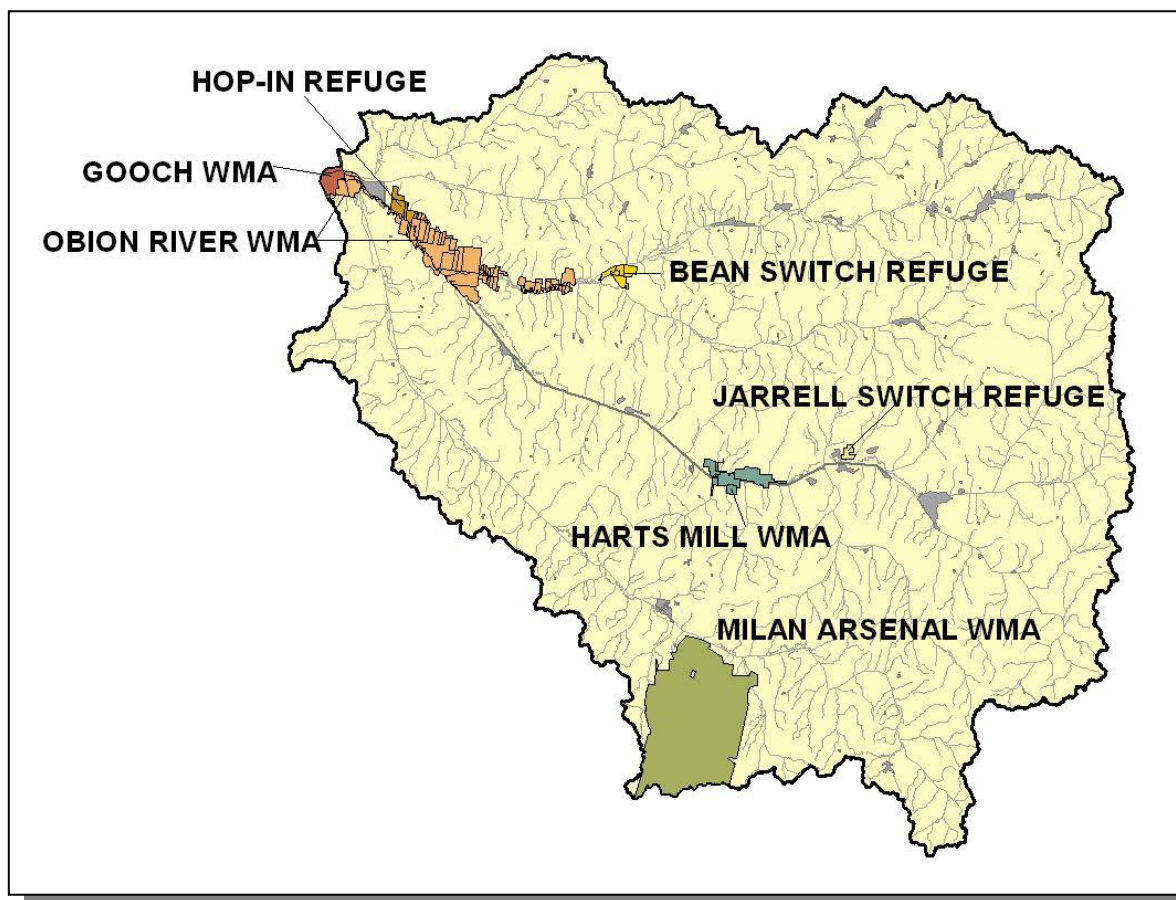 HOP-IN REFUGE
GOOCH WMA
OBION RIVER WMA
BEAN SWITCH REFUGE
JARRELL SWITCH REFUGE
HARTS MILL WMA
MILAN ARSENAL WMA